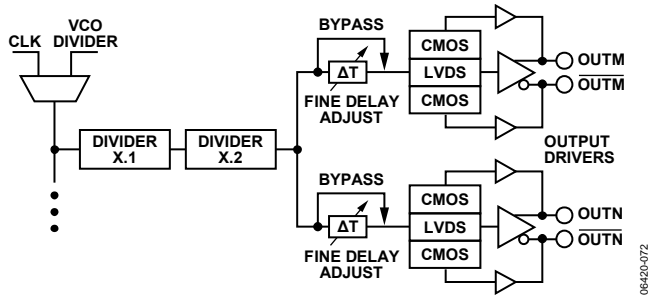 CLK
VCO
DIVIDER
DIVIDER
X.1
DIVIDER
X.2
BYPASS
ΔT
FINE DELAY
ADJUST
CMOS
LVDS
CMOS
OUTM
OUTM
OUTPUT
DRIVERS
BYPASS
ΔT
FINE DELAY
ADJUST
CMOS
LVDS
CMOS
OUTN
OUTN
06420-072